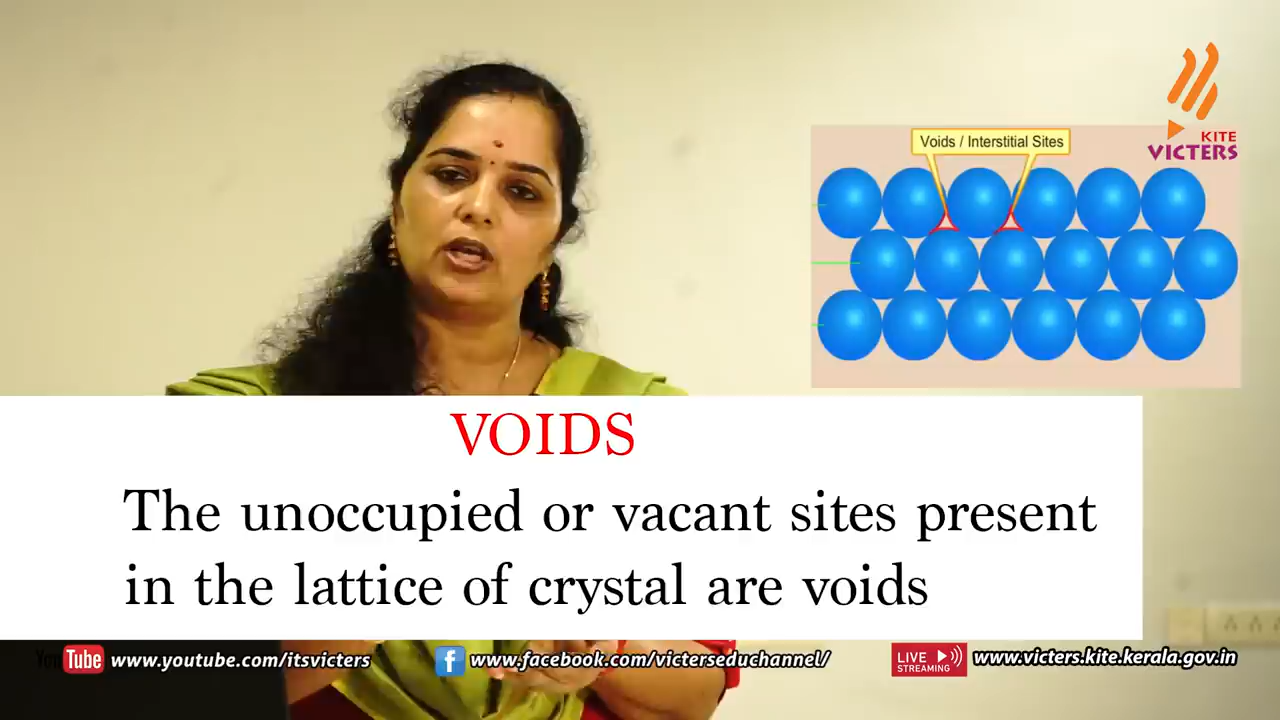 KITE
VICTERS
Voids / Interstitial Sites
VOIDS
The unoccupied or vacant sites present
in the lattice of crystal are voids
YouTube www.youtube.com/itsvicters
f www.facebook.com/victerseduchannel/
LIVE
STREAMING
www.victers.kite.kerala.gov.in